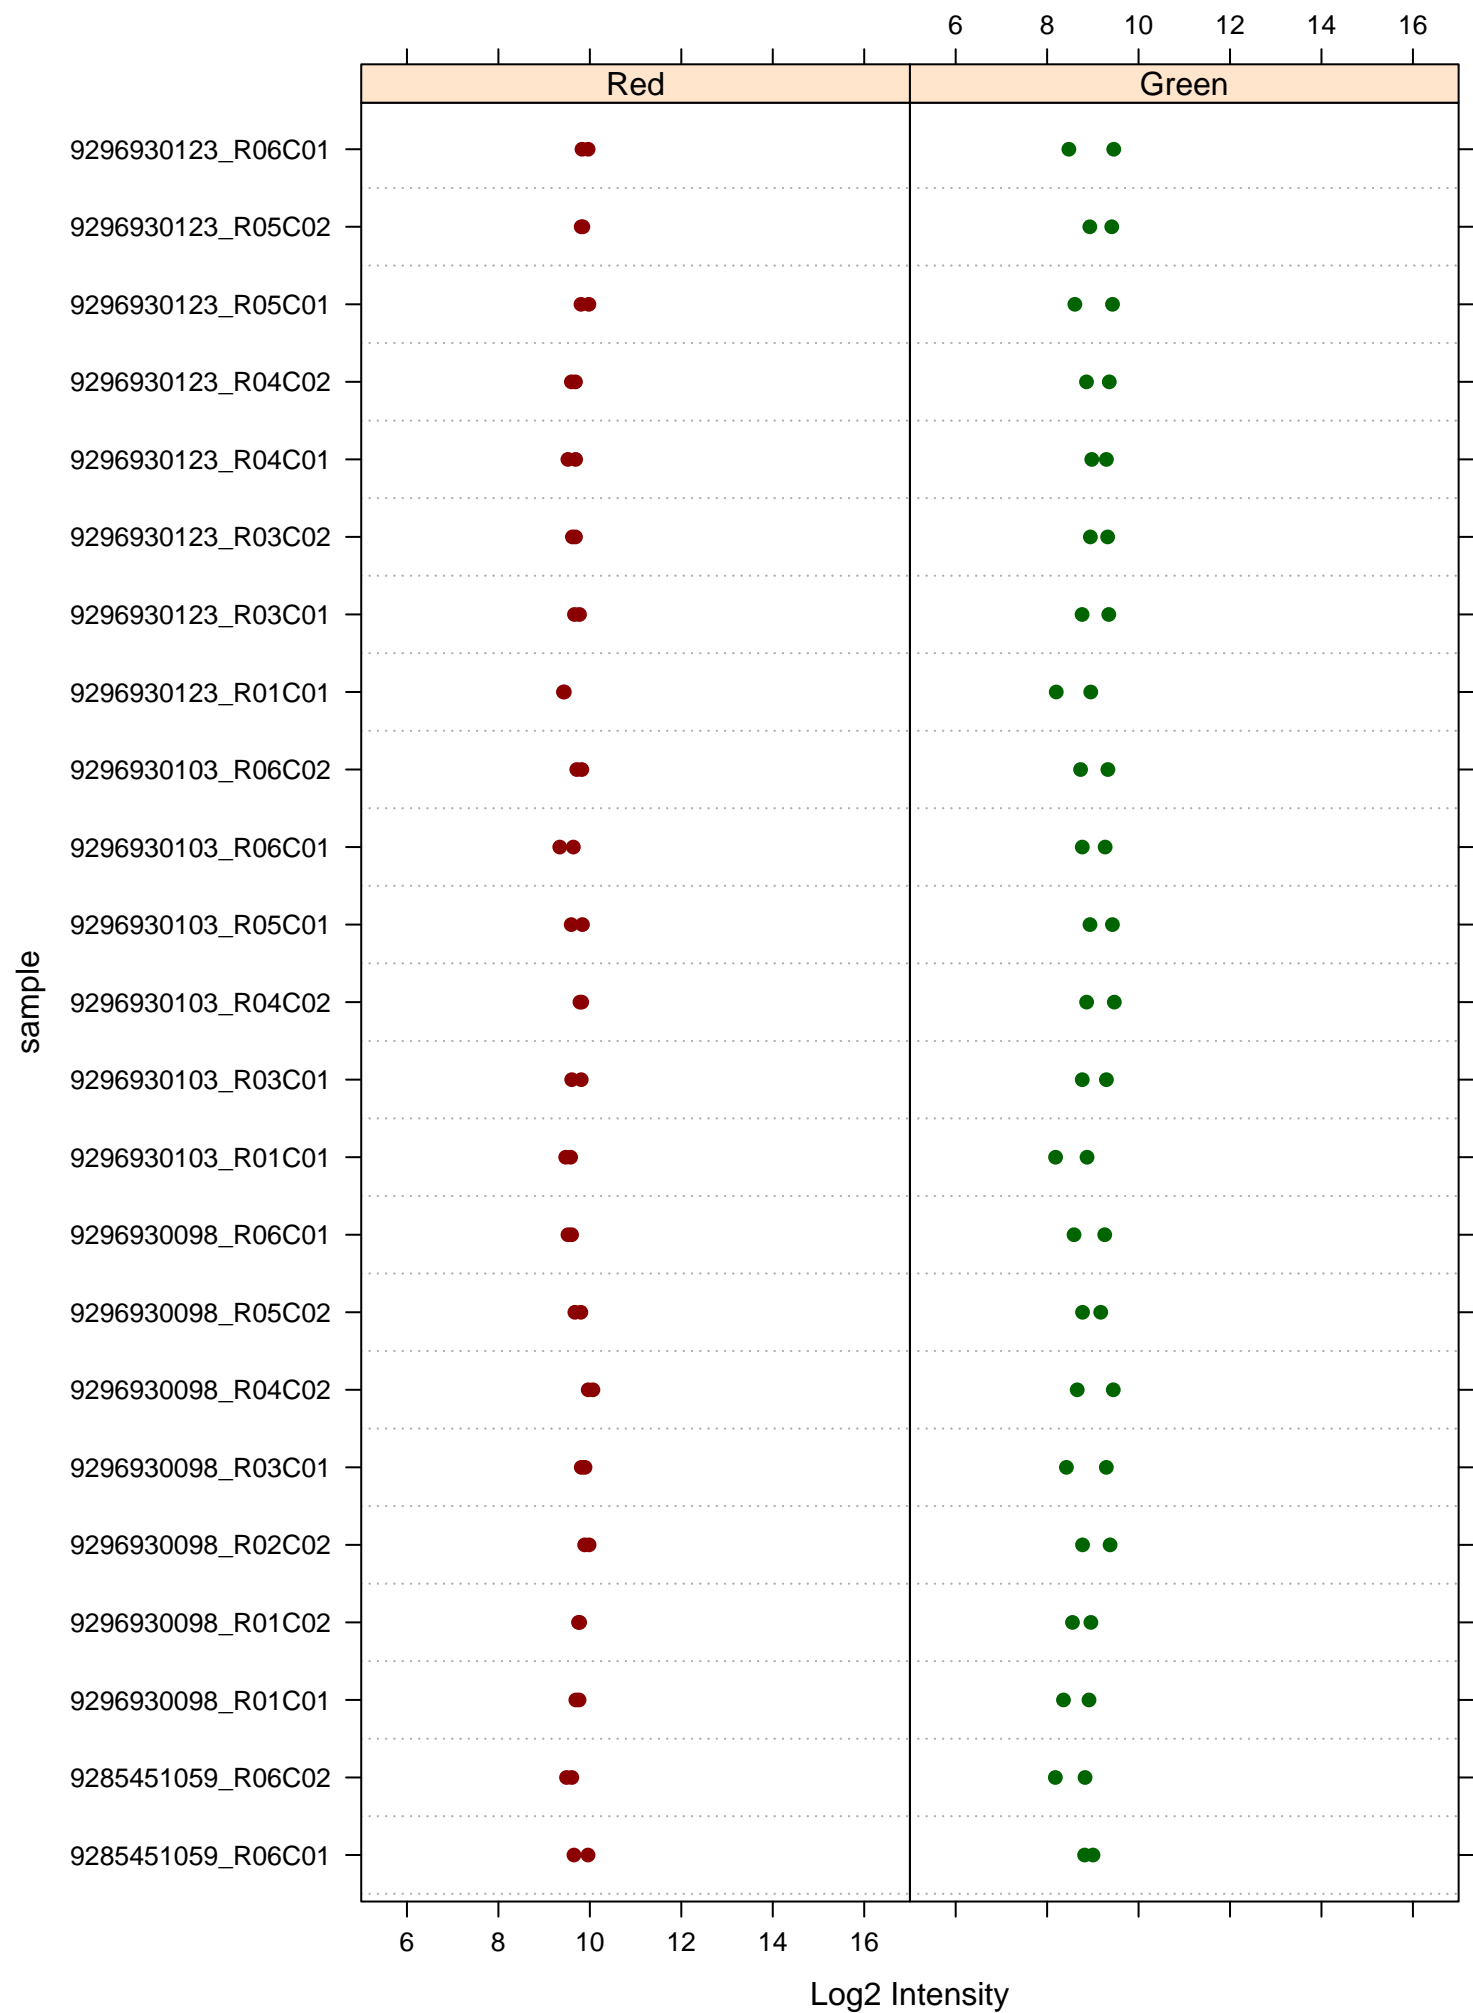 6 8 10 12 14 16
Red Green
9296930123_R06C01
9296930123_R05C02
9296930123_R05C01
9296930123_R04C02
9296930123_R04C01
9296930123_R03C02
9296930123_R03C01
9296930123_R01C01
9296930103_R06C02
9296930103_R06C01
9296930103_R05C01
9296930103_R04C02
9296930103_R03C01
9296930103_R01C01
9296930098_R06C01
9296930098_R05C02
9296930098_R04C02
9296930098_R03C01
9296930098_R02C02
9296930098_R01C02
9296930098_R01C01
9285451059_R06C02
9285451059_R06C01
sample
6 8 10 12 14 16
Log2 Intensity